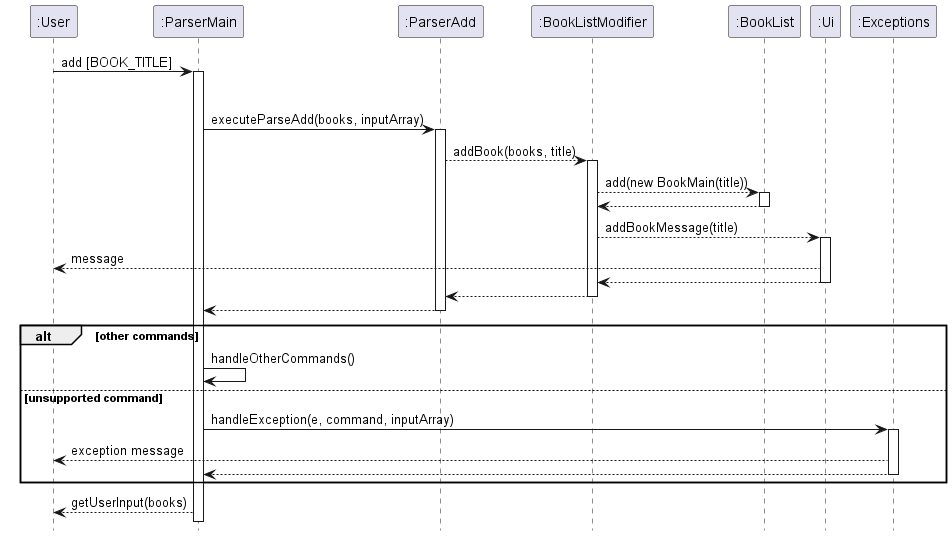 :User
:ParserMain
:ParserAdd
:BookListModifier
:BookList
:Ui
:Exceptions
add [BOOK_TITLE]
executeParseAdd(books, inputArray)
addBook(books, title)
add(new BookMain(title))
addBookMessage(title)
message
alt [other commands]
handleOtherCommands()
[unsupported command]
handleException(e, command, inputArray)
exception message
getUserInput(books)